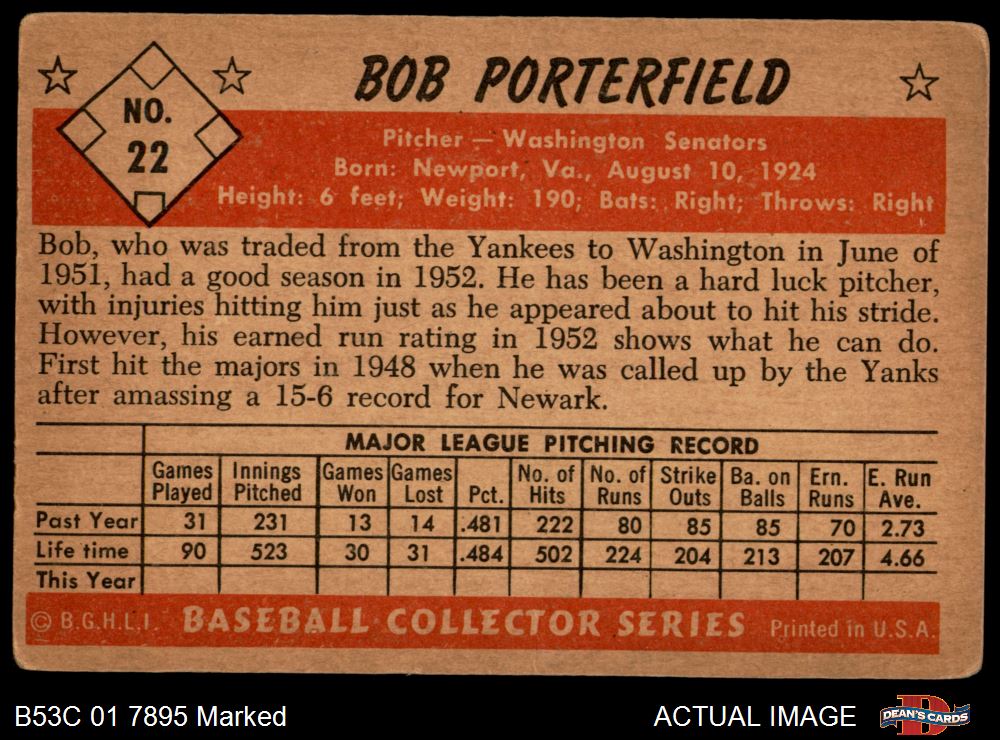 BOB PORTERFIELD
NO.
22
Pitcher — Washington Senators
Born: Newport, Va., August 10, 1924
Height: 6 feet; Weight: 190; Bats: Right; Throws: Right
Bob, who was traded from the Yankees to Washington in June of
1951, had a good season in 1952. He has been a hard luck pitcher,
with injuries hitting him just as he appeared about to hit his stride.
However, his earned run rating in 1952 shows what he can do.
First hit the majors in 1948 when he was called up by the Yanks
after amassing a 15-6 record for Newark.
MAJOR LEAGUE PITCHING RECORD
Games Played Innings Pitched Games Won Games Lost Pct. No. of Hits No. of Runs Strike Outs Ba. on Balls Ern. Runs E. Run Ave.
Past Year 31 231 13 14 .481 222 80 85 85 70 2.73
Life time 90 523 30 31 .484 502 224 204 213 207 4.66
This Year
© B.G.H.L.I. BASEBALL COLLECTOR SERIES Printed in U.S.A.
B53C 01 7895 Marked ACTUAL IMAGE DEAN'S CARDS